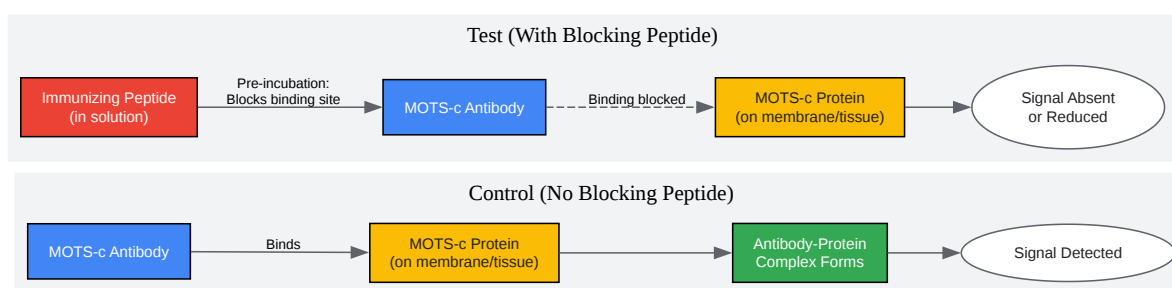 Test (With Blocking Peptide)
Immunizing Peptide
(in solution)
Pre-incubation:
Blocks binding site
MOTS-c Antibody
Binding blocked
MOTS-c Protein
(on membrane/tissue)
Signal Absent
or Reduced
Control (No Blocking Peptide)
MOTS-c Antibody
Binds
MOTS-c Protein
(on membrane/tissue)
Antibody-Protein
Complex Forms
Signal Detected